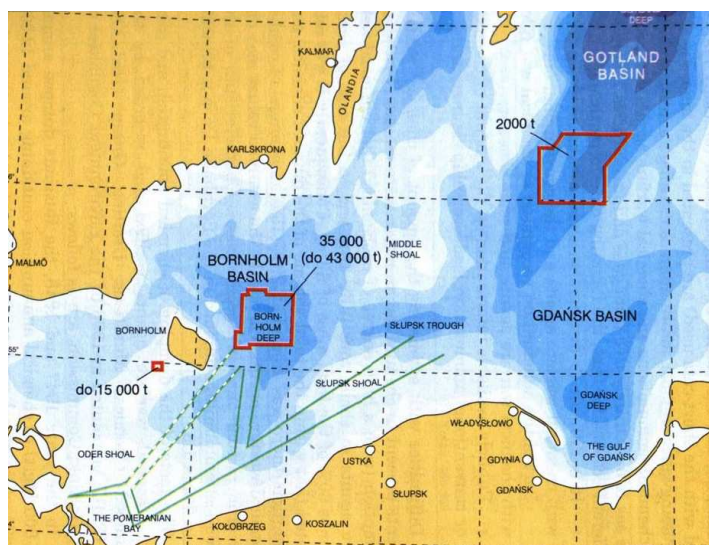 DEEP
GOTLAND
BASIN
KALMAR
OLANDIA
2000 t
KARLSKRONA
MALMÖ
BORNHOLM
BASIN
35 000
(do 43 000 t)
MIDDLE
SHOAL
BORN-
HOLM
DEEP
BORNHOLM
SŁUPSK TROUGH
GDAŃSK BASIN
55°
do 15 000 t
SŁUPSK SHOAL
GDAŃSK
DEEP
WŁADYSŁOWO
ODER SHOAL
USTKA
GDYNIA
THE GULF
OF GDAŃSK
SŁUPSK
GDAŃSK
THE POMERANIAN
BAY
KOŁOBRZEG
KOSZALIN